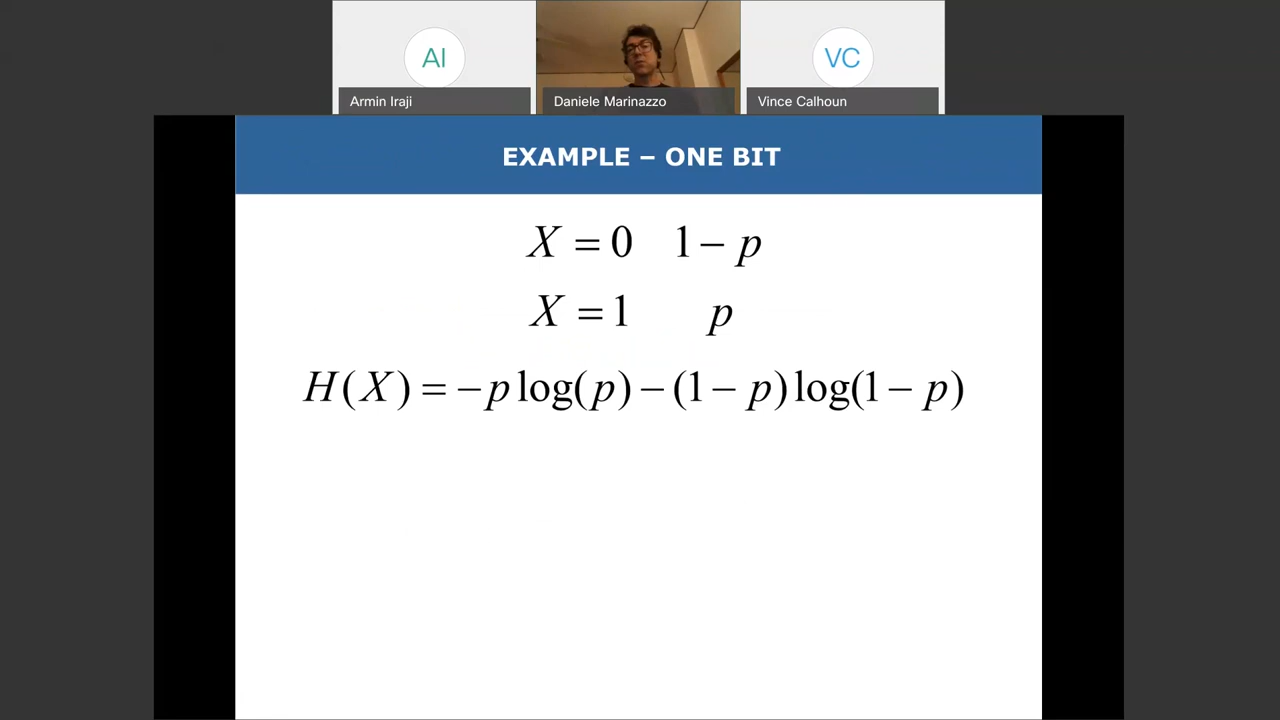 AI
VC
Armin Iraji
Daniele Marinazzo
Vince Calhoun
EXAMPLE – ONE BIT
X = 0 1 − p
X = 1 p
H(X) = − p log(p) − (1 − p) log(1 − p)